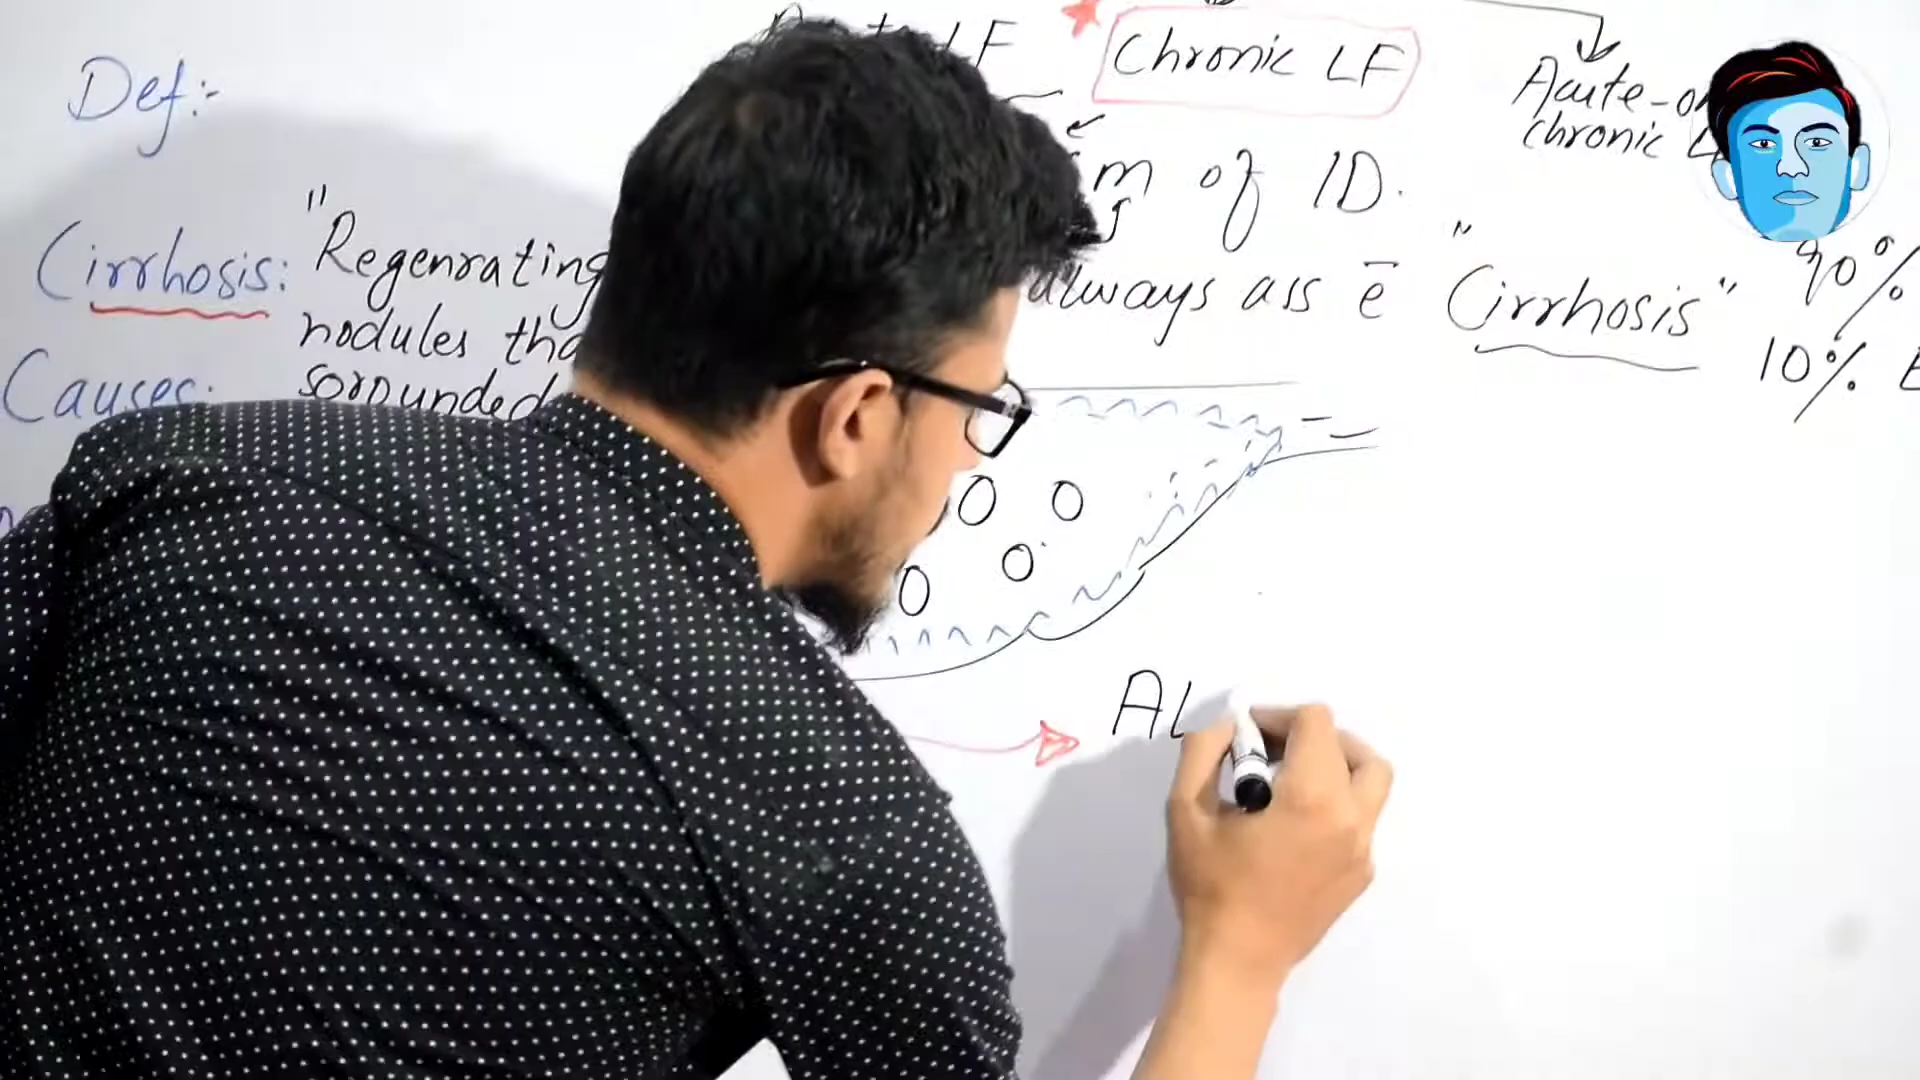 LF
Chronic LF
Def:-
Acute-on
chronic L
of 1D.
"Regenrating
Cirrhosis:
always ass ē "Cirrhosis"
90%
nodules tha
10% E
Causes:
sorounded
AL